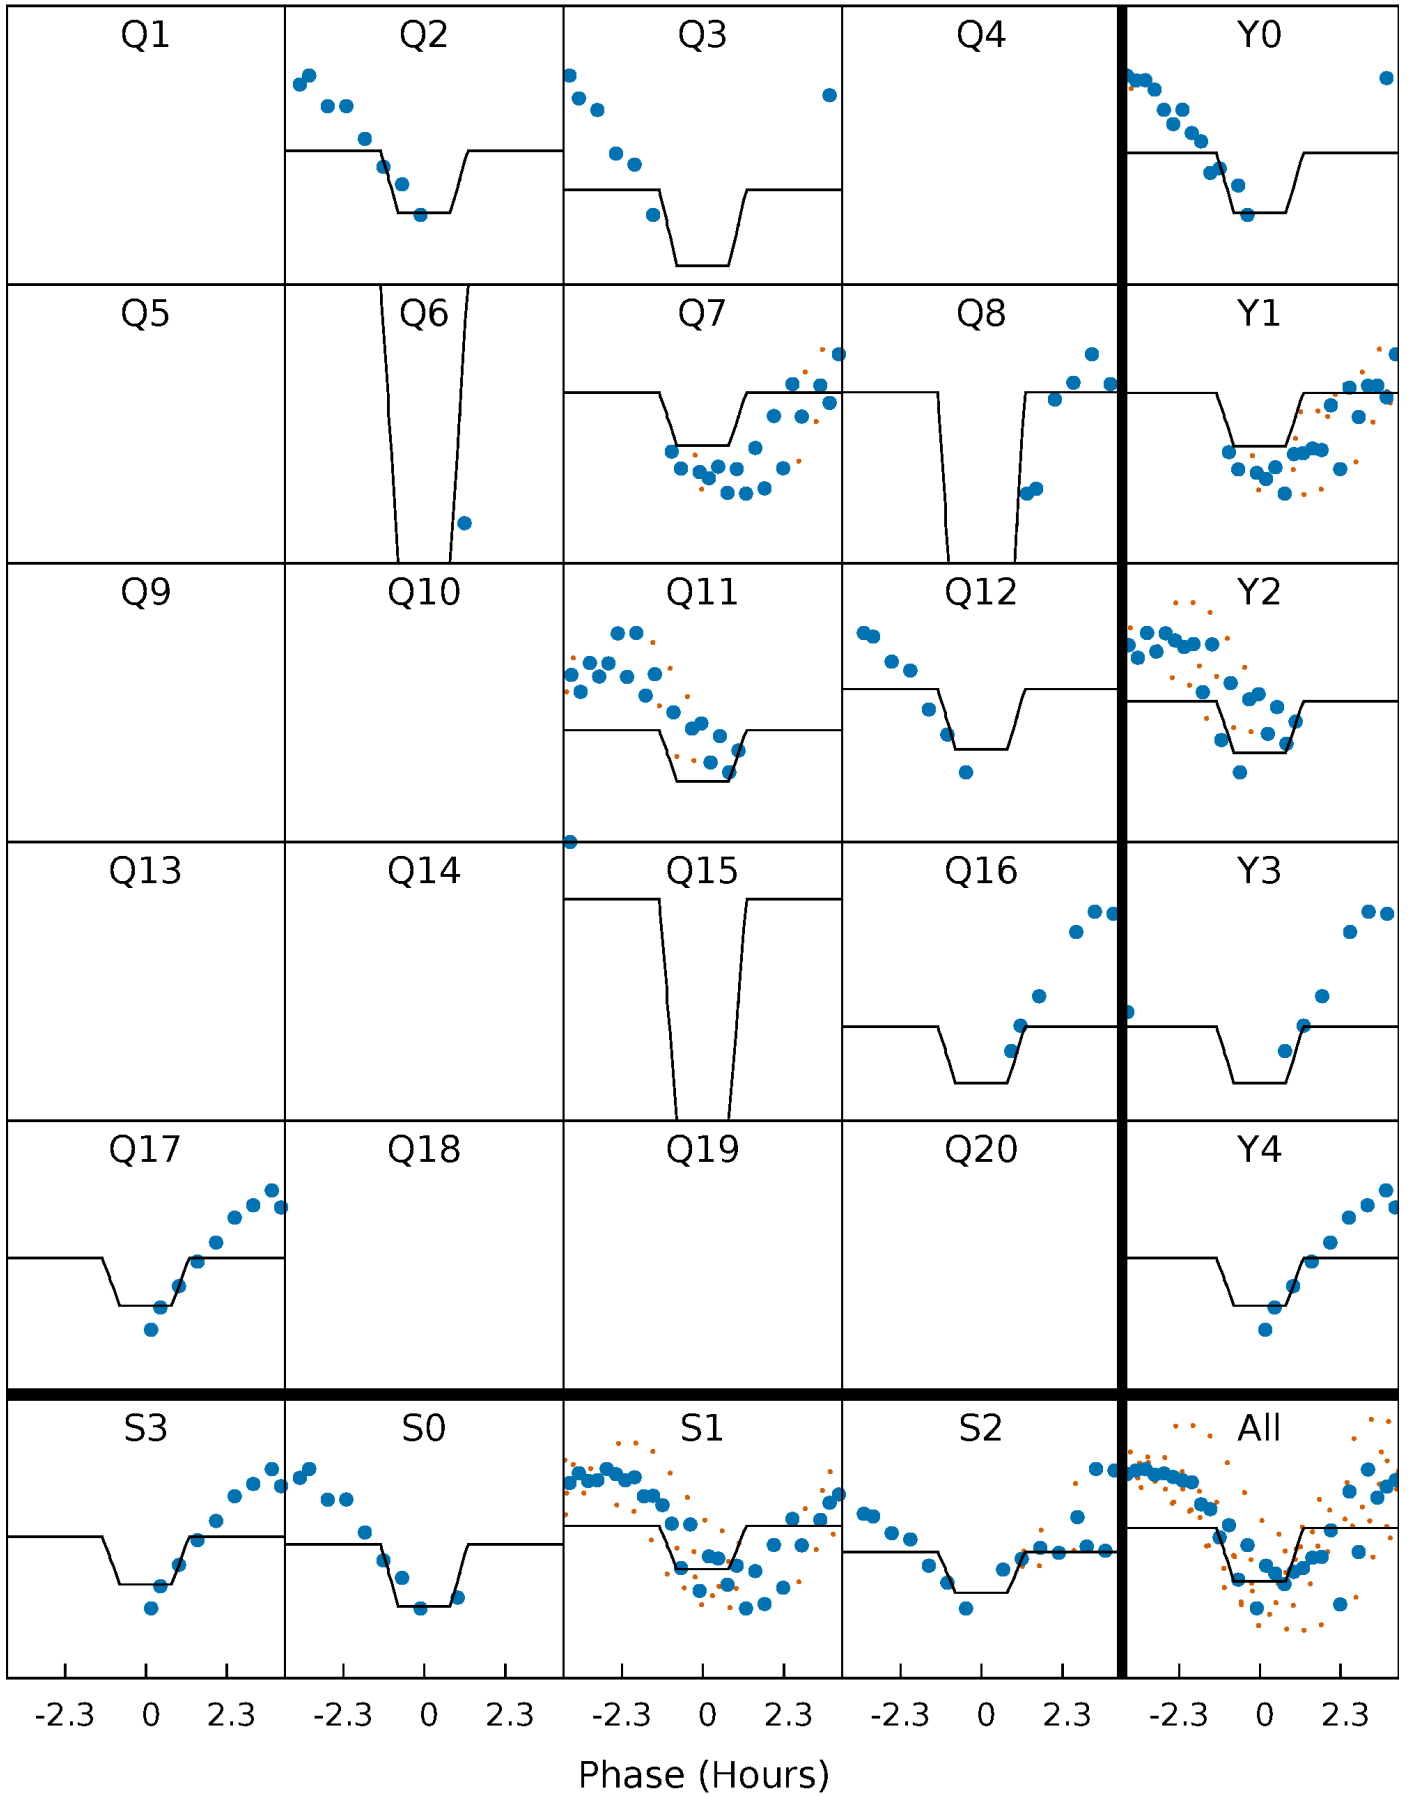 Q1 Q2 Q3 Q4 Y0
Q5 Q6 Q7 Q8 Y1
Q9 Q10 Q11 Q12 Y2
Q13 Q14 Q15 Q16 Y3
Q17 Q18 Q19 Q20 Y4
S3 S0 S1 S2 All
-2.3 0 2.3 -2.3 0 2.3 -2.3 0 2.3 -2.3 0 2.3 -2.3 0 2.3
Phase (Hours)